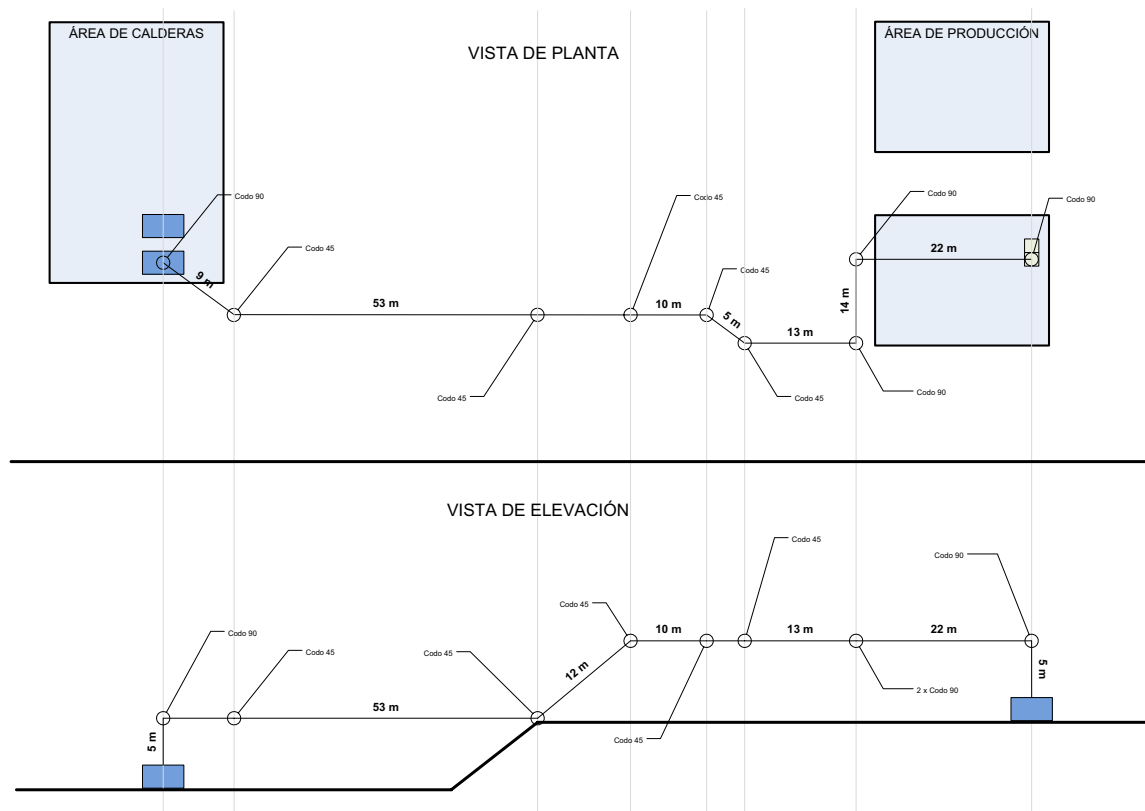 ÁREA DE CALDERAS
VISTA DE PLANTA
ÁREA DE PRODUCCIÓN
Codo 90
Codo 45
Codo 45
Codo 90
Codo 90
9 m
53 m
10 m
Codo 45
5 m
13 m
14 m
22 m
Codo 45
Codo 45
Codo 90
VISTA DE ELEVACIÓN
Codo 45
Codo 90
Codo 45
Codo 45
Codo 45
Codo 90
10 m
13 m
22 m
12 m
5 m
53 m
5 m
2 x Codo 90
Codo 45